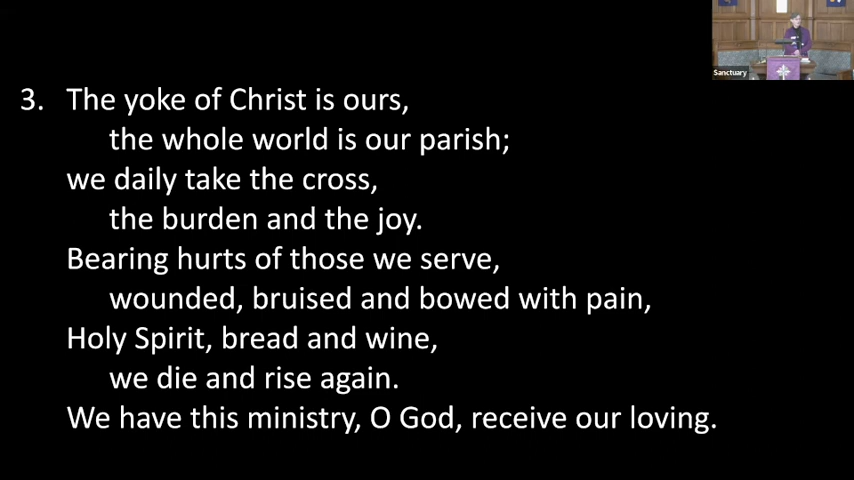 Sanctuary
3. The yoke of Christ is ours,
the whole world is our parish;
we daily take the cross,
the burden and the joy.
Bearing hurts of those we serve,
wounded, bruised and bowed with pain,
Holy Spirit, bread and wine,
we die and rise again.
We have this ministry, O God, receive our loving.